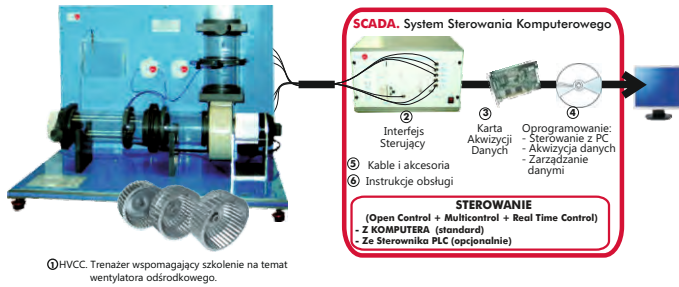 SCADA. System Sterowania Komputerowego
②
Interfejs
Sterujący
③
Karta
Akwizycji
Danych
④
Oprogramowanie:
- Sterowanie z PC
- Akwizycja danych
- Zarządzanie
danymi
⑤ Kable i akcesoria
⑥ Instrukcje obsługi
STEROWANIE
(Open Control + Multicontrol + Real Time Control)
- Z KOMPUTERA (standard)
- Ze Sterownika PLC (opcjonalnie)
①HVCC. Trenażer wspomagający szkolenie na temat
wentylatora odśrodkowego.